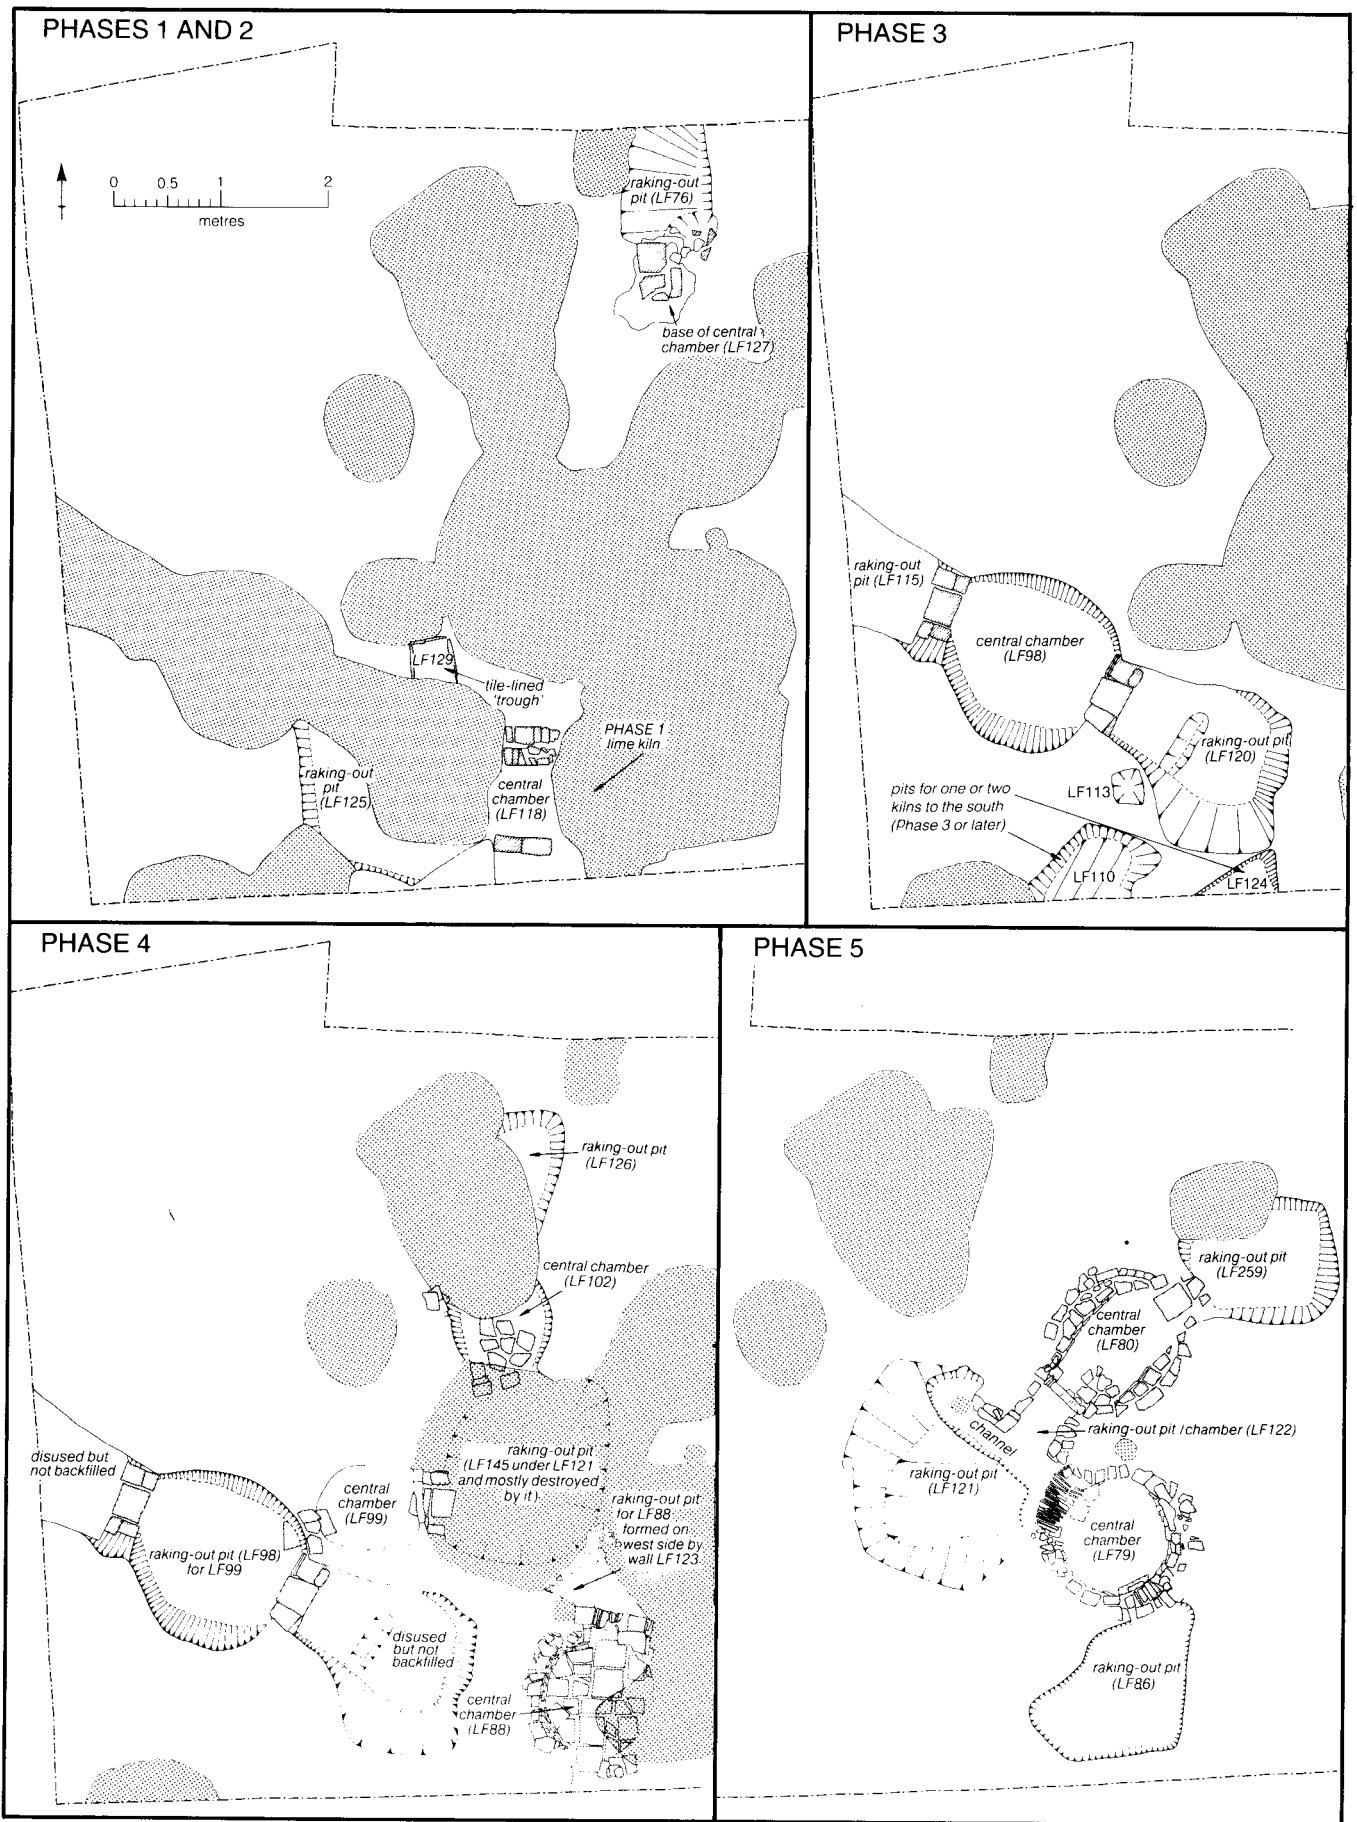 PHASES 1 AND 2
0 0.5 1 2
metres
raking-out
pit (LF76)
base of central
chamber (LF127)
LF129
tile-lined
'trough'
PHASE 1
lime kiln
raking-out
pit
(LF125)
central
chamber
(LF118)
PHASE 3
raking-out
pit (LF115)
central chamber
(LF98)
raking-out pit
(LF120)
LF113
pits for one or two
kilns to the south
(Phase 3 or later)
LF110
LF124
PHASE 4
raking-out pit
(LF126)
central chamber
(LF102)
disused but
not backfilled
raking-out pit
(LF145 under LF121
and mostly destroyed
by it)
central
chamber
(LF99)
raking-out pit
for LF88
formed on
west side by
wall LF123
raking-out pit (LF98)
for LF99
disused
but not
backfilled
central
chamber
(LF88)
PHASE 5
raking-out pit
(LF259)
central
chamber
(LF80)
channel
raking-out pit/chamber (LF122)
raking-out pit
(LF121)
central
chamber
(LF79)
raking-out pit
(LF86)